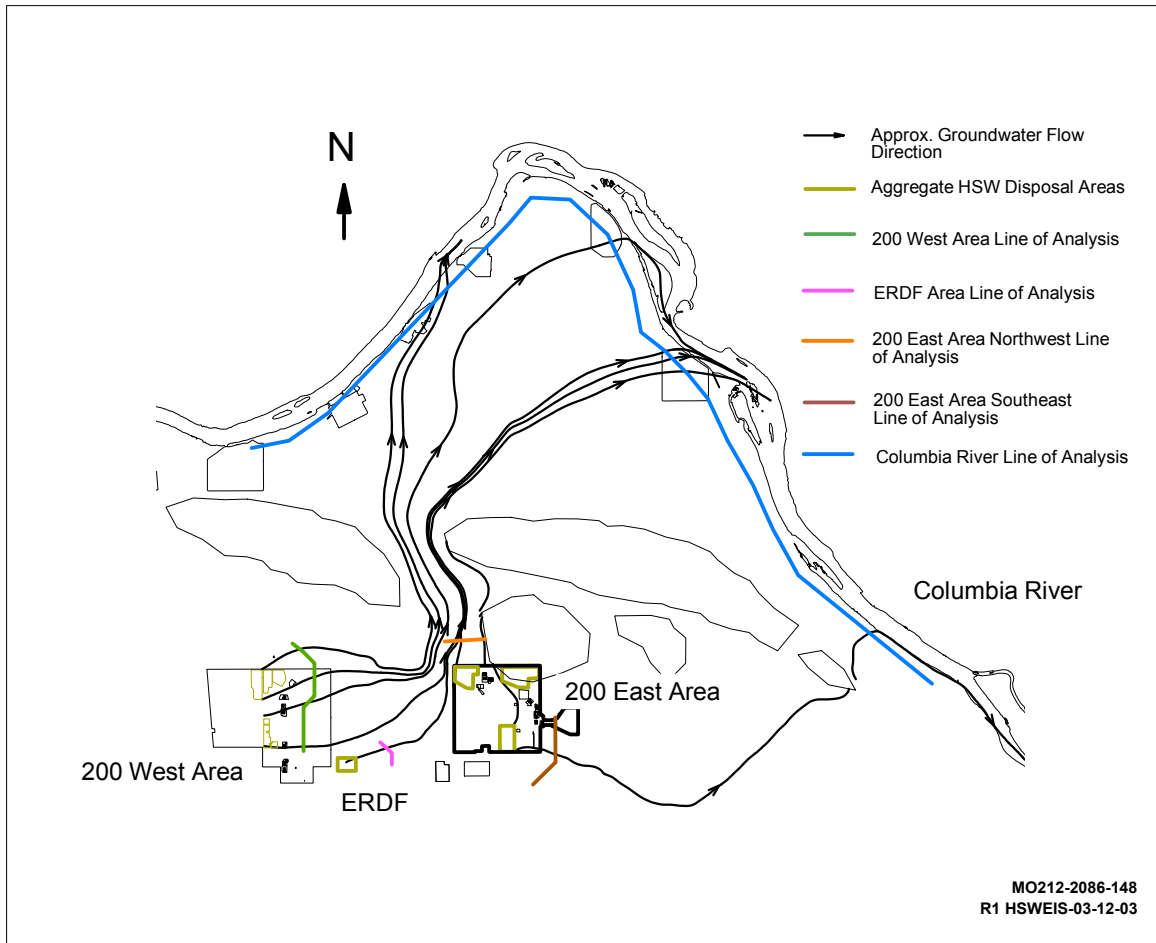 N
Approx. Groundwater Flow
Direction
Aggregate HSW Disposal Areas
200 West Area Line of Analysis
ERDF Area Line of Analysis
200 East Area Northwest Line
of Analysis
200 East Area Southeast
Line of Analysis
Columbia River Line of Analysis
Columbia River
200 East Area
200 West Area
ERDF
MO212-2086-148
R1 HSWEIS-03-12-03